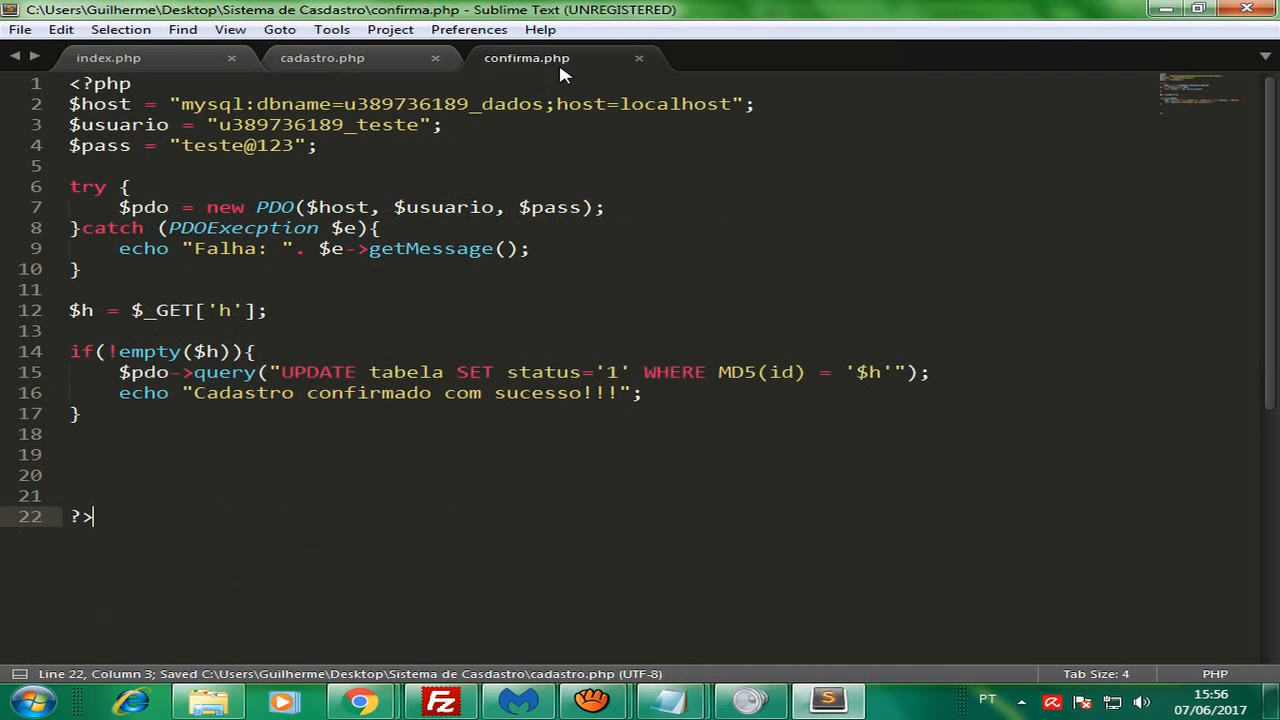 C:\Users\Guilherme\Desktop\Sistema de Casdastro\confirma.php - Sublime Text (UNREGISTERED)
File Edit Selection Find View Goto Tools Project Preferences Help
index.php × cadastro.php × confirma.php ×
1 <?php
2 $host = "mysql:dbname=u389736189_dados;host=localhost";
3 $usuario = "u389736189_teste";
4 $pass = "teste@123";
5
6 try {
7 $pdo = new PDO($host, $usuario, $pass);
8 }catch (PDOExecption $e){
9 echo "Falha: ". $e->getMessage();
10 }
11
12 $h = $_GET['h'];
13
14 if(!empty($h)){
15 $pdo->query("UPDATE tabela SET status='1' WHERE MD5(id) = '$h'");
16 echo "Cadastro confirmado com sucesso!!!";
17 }
18
19
20
21
22 ?>
Line 22, Column 3; Saved C:\Users\Guilherme\Desktop\Sistema de Casdastro\cadastro.php (UTF-8) Tab Size: 4 PHP
PT 15:56
07/06/2017